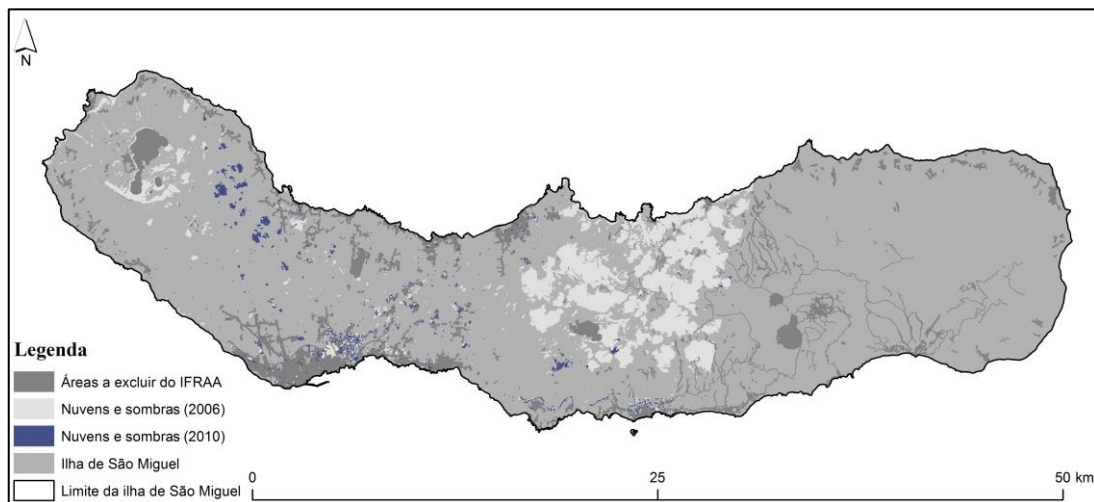 N
Legenda
Áreas a excluir do IFRAA
Nuvens e sombras (2006)
Nuvens e sombras (2010)
Ilha de São Miguel
Limite da ilha de São Miguel
0 25 50 km